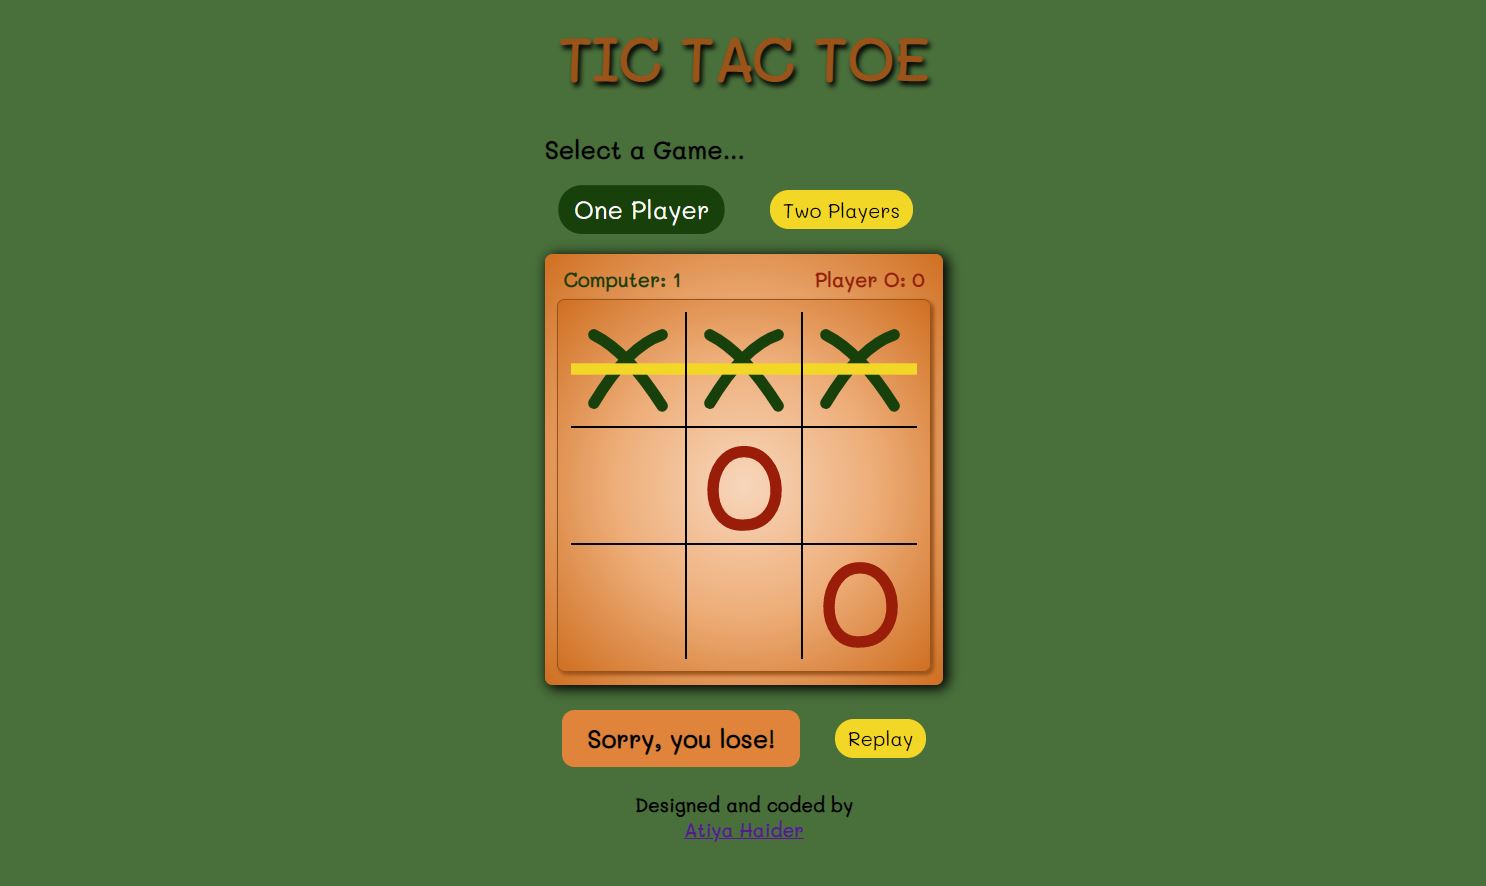 TIC TAC TOE
Select a Game...
One Player Two Players
Computer: 1 Player O: 0
X X X
O
O
Sorry, you lose! Replay
Designed and coded by
Atiya Haider